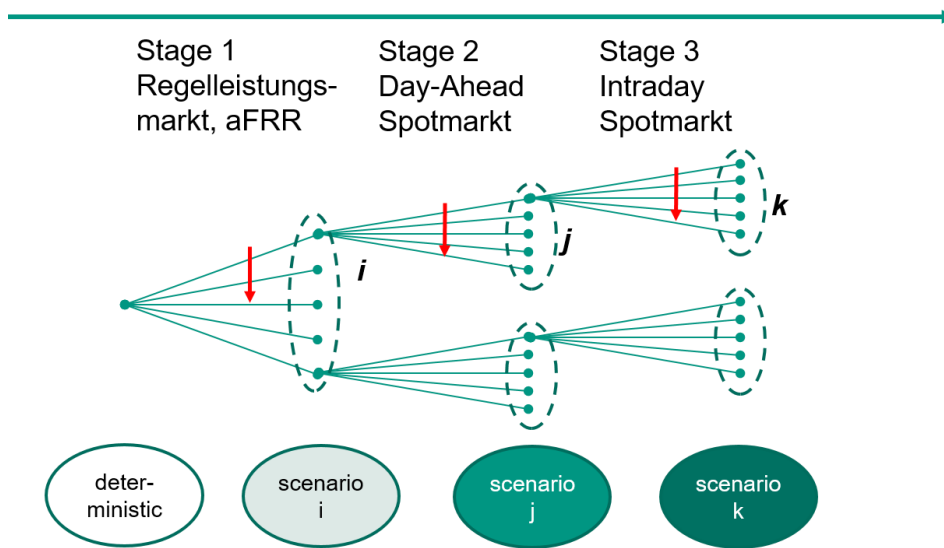 Stage 1
Regelleistungs-
markt, aFRR
Stage 2
Day-Ahead
Spotmarkt
Stage 3
Intraday
Spotmarkt
i
j
k
deter-
ministic
scenario
i
scenario
j
scenario
k